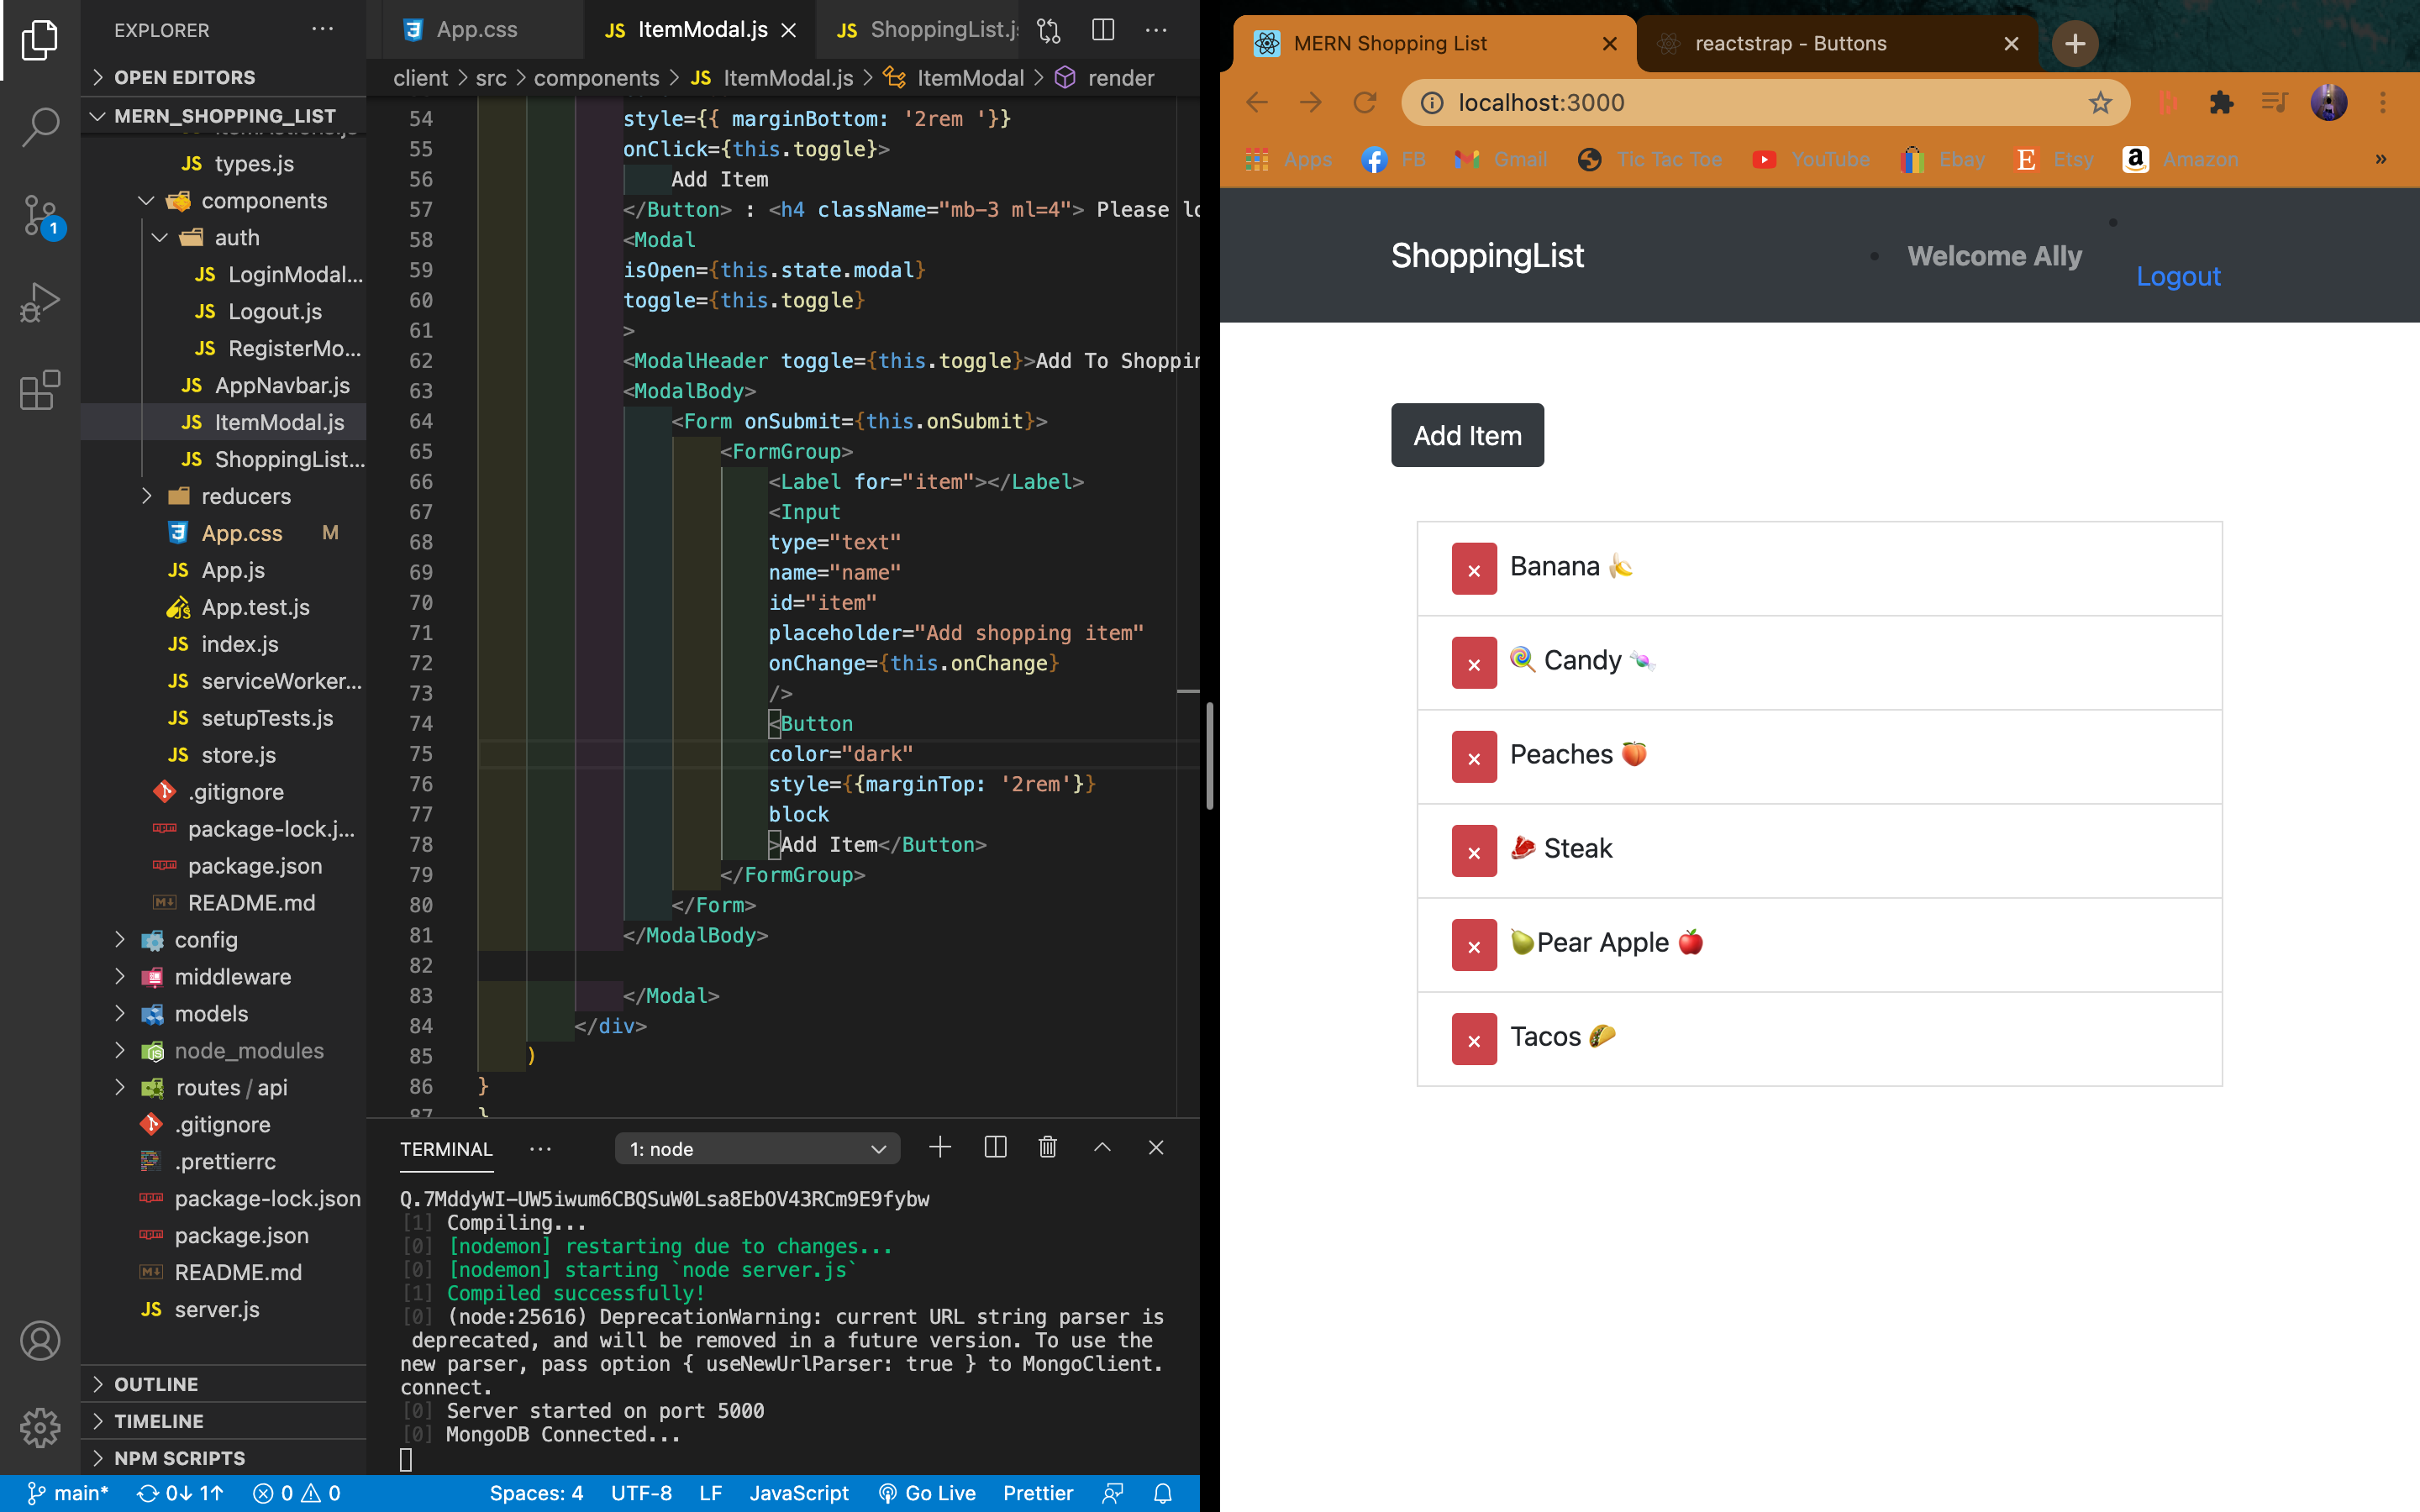 EXPLORER
OPEN EDITORS
MERN_SHOPPING_LIST
types.js
components
auth
LoginModal...
Logout.js
RegisterMo...
AppNavbar.js
ItemModal.js
ShoppingList...
reducers
App.css M
App.js
App.test.js
index.js
serviceWorker...
setupTests.js
store.js
.gitignore
package-lock.j...
package.json
README.md
config
middleware
models
node_modules
routes / api
.gitignore
.prettierrc
package-lock.json
package.json
README.md
server.js
OUTLINE
TIMELINE
NPM SCRIPTS
1
App.css
JS ItemModal.js
JS ShoppingList.js
client > src > components > JS ItemModal.js > ItemModal > render
54 style={{ marginBottom: '2rem '}}
55 onClick={this.toggle}>
56 Add Item
57 </Button> : <h4 className="mb-3 ml=4"> Please lo
58 <Modal
59 isOpen={this.state.modal}
60 toggle={this.toggle}
61 >
62 <ModalHeader toggle={this.toggle}>Add To Shoppin
63 <ModalBody>
64 <Form onSubmit={this.onSubmit}>
65 <FormGroup>
66 <Label for="item"></Label>
67 <Input
68 type="text"
69 name="name"
70 id="item"
71 placeholder="Add shopping item"
72 onChange={this.onChange}
73 />
74 <Button
75 color="dark"
76 style={{marginTop: '2rem'}}
77 block
78 >Add Item</Button>
79 </FormGroup>
80 </Form>
81 </ModalBody>
82
83 </Modal>
84 </div>
85 )
86 }
87 }
TERMINAL
1: node
Q.7MddyWI-UW5iwum6CBQSuW0Lsa8EbOV43RCm9E9fybw
[1] Compiling...
[0] [nodemon] restarting due to changes...
[0] [nodemon] starting `node server.js`
[1] Compiled successfully!
[0] (node:25616) DeprecationWarning: current URL string parser is
deprecated, and will be removed in a future version. To use the
new parser, pass option { useNewUrlParser: true } to MongoClient.
connect.
[0] Server started on port 5000
[0] MongoDB Connected...
main* 0↓ 1↑ 0 0 Spaces: 4 UTF-8 LF JavaScript Go Live Prettier
MERN Shopping List
reactstrap - Buttons
localhost:3000
Apps FB Gmail Tic Tac Toe YouTube Ebay Etsy Amazon »
ShoppingList
Welcome Ally
Logout
Add Item
× Banana 🍌
× 🍭 Candy 🍬
× Peaches 🍑
× 🥩 Steak
× 🍐Pear Apple 🍎
× Tacos 🌮